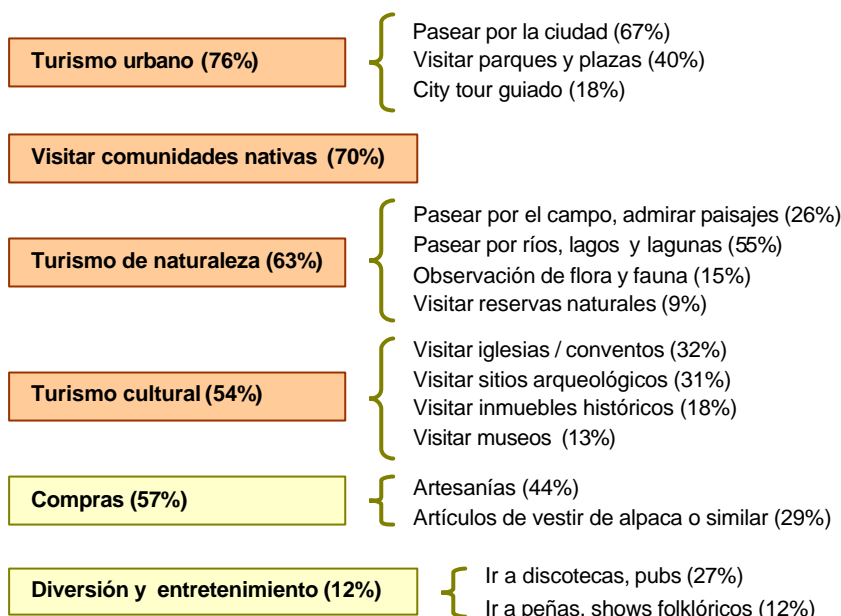 Turismo urbano (76%)
Pasear por la ciudad (67%)
Visitar parques y plazas (40%)
City tour guiado (18%)
Visitar comunidades nativas (70%)
Turismo de naturaleza (63%)
Pasear por el campo, admirar paisajes (26%)
Pasear por ríos, lagos y lagunas (55%)
Observación de flora y fauna (15%)
Visitar reservas naturales (9%)
Turismo cultural (54%)
Visitar iglesias / conventos (32%)
Visitar sitios arqueológicos (31%)
Visitar inmuebles históricos (18%)
Visitar museos (13%)
Compras (57%)
Artesanías (44%)
Artículos de vestir de alpaca o similar (29%)
Diversión y entretenimiento (12%)
Ir a discotecas, pubs (27%)
Ir a peñas, shows folklóricos (12%)